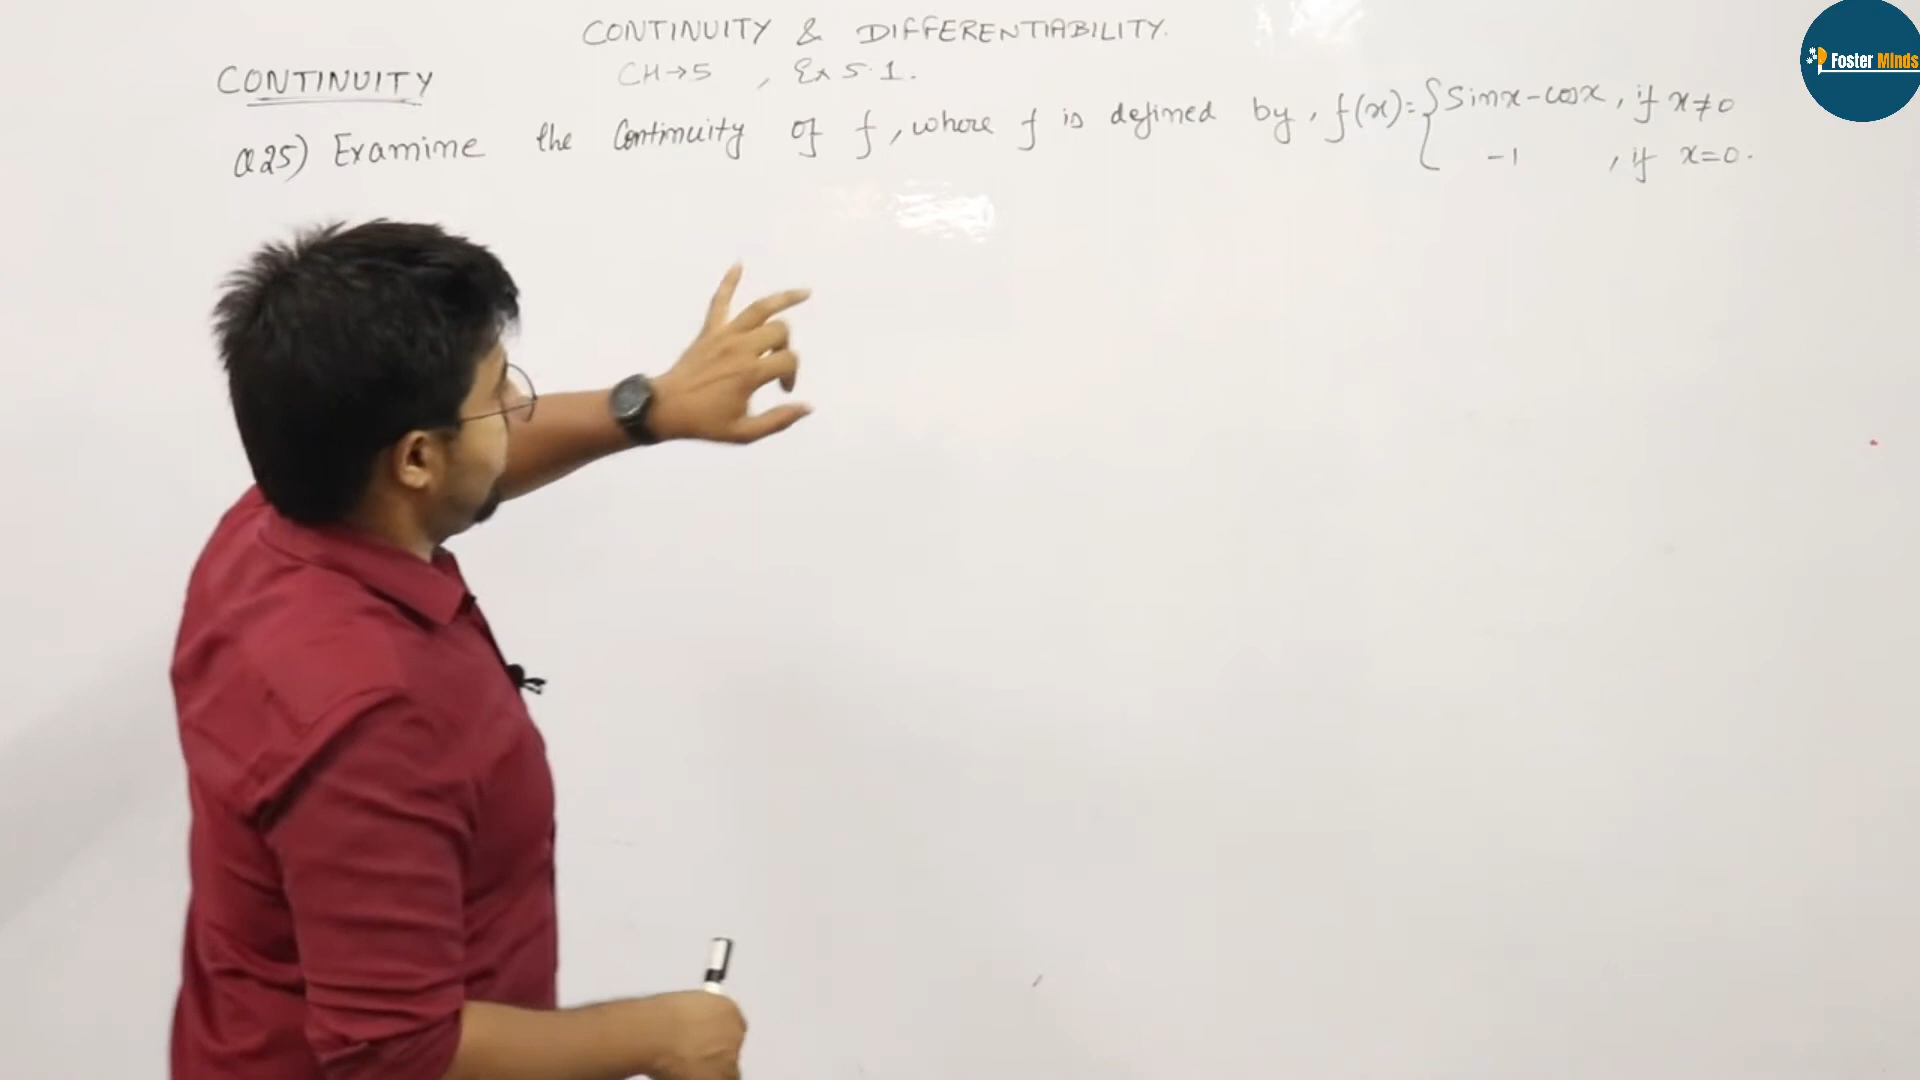 CONTINUITY & DIFFERENTIABILITY.
CH→5 , Ex 5.1.
CONTINUITY
Q25) Examine the Continuity of f, where f is defined by, f(x)= { Sinx-cosx, if x≠0
-1 , if x=0.
Foster Minds